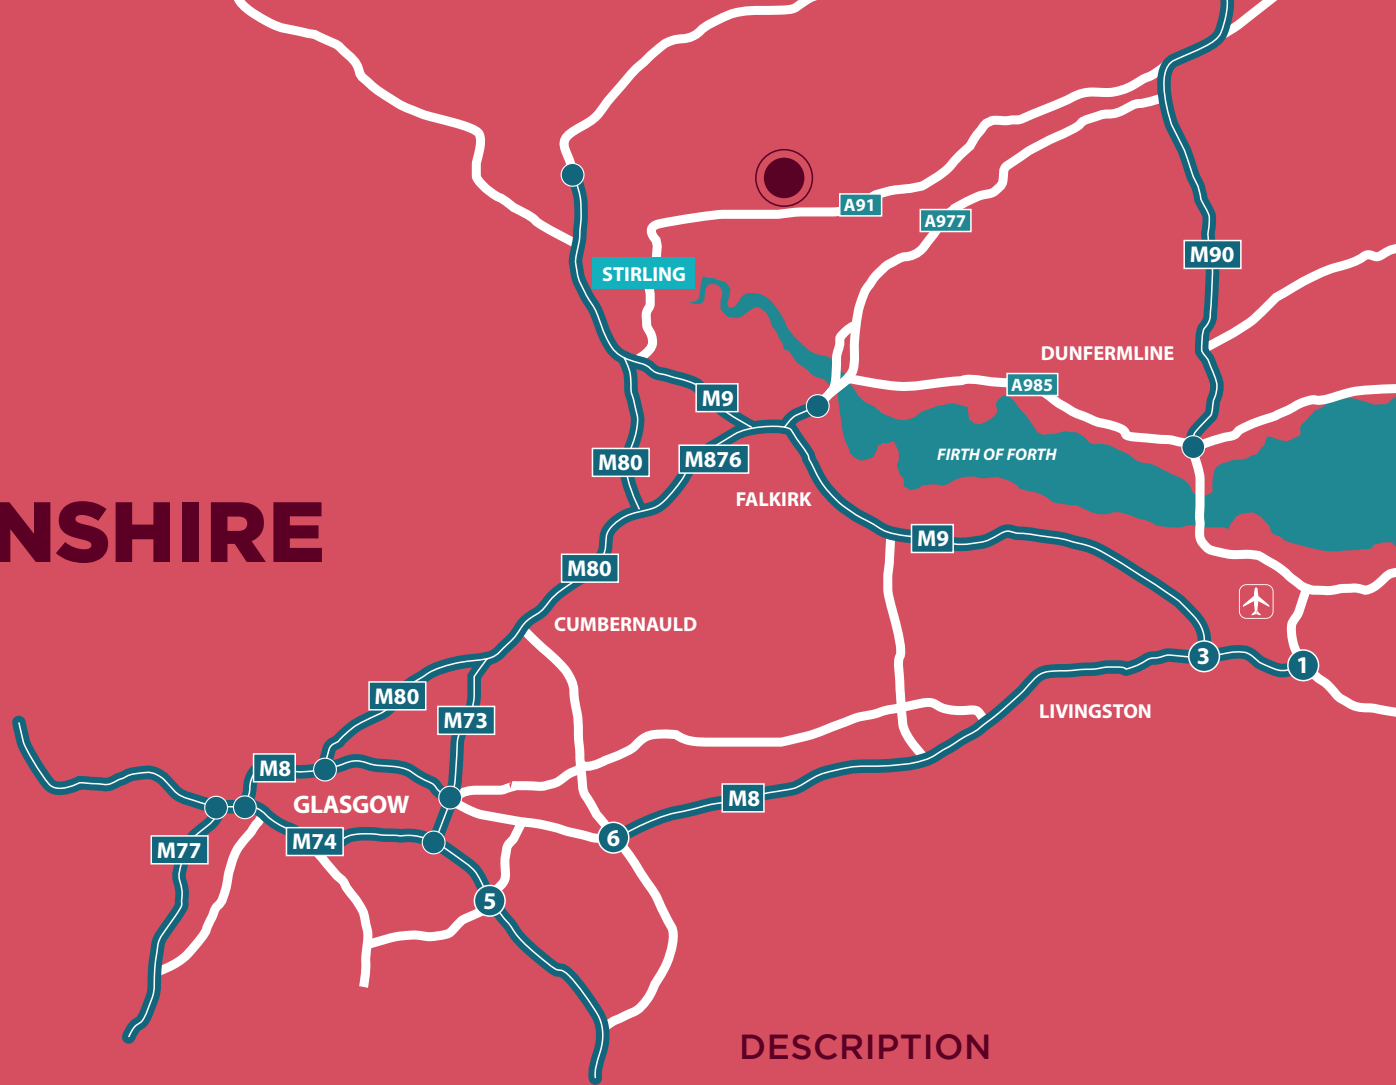 A91
A977
M90
STIRLING
DUNFERMLINE
A985
M9
M80
M876
FIRTH OF FORTH
FALKIRK
NSHIRE
M9
M80
CUMBERNAULD
3
1
M80
M73
LIVINGSTON
M8
GLASGOW
M8
M74
M77
6
5
DESCRIPTION